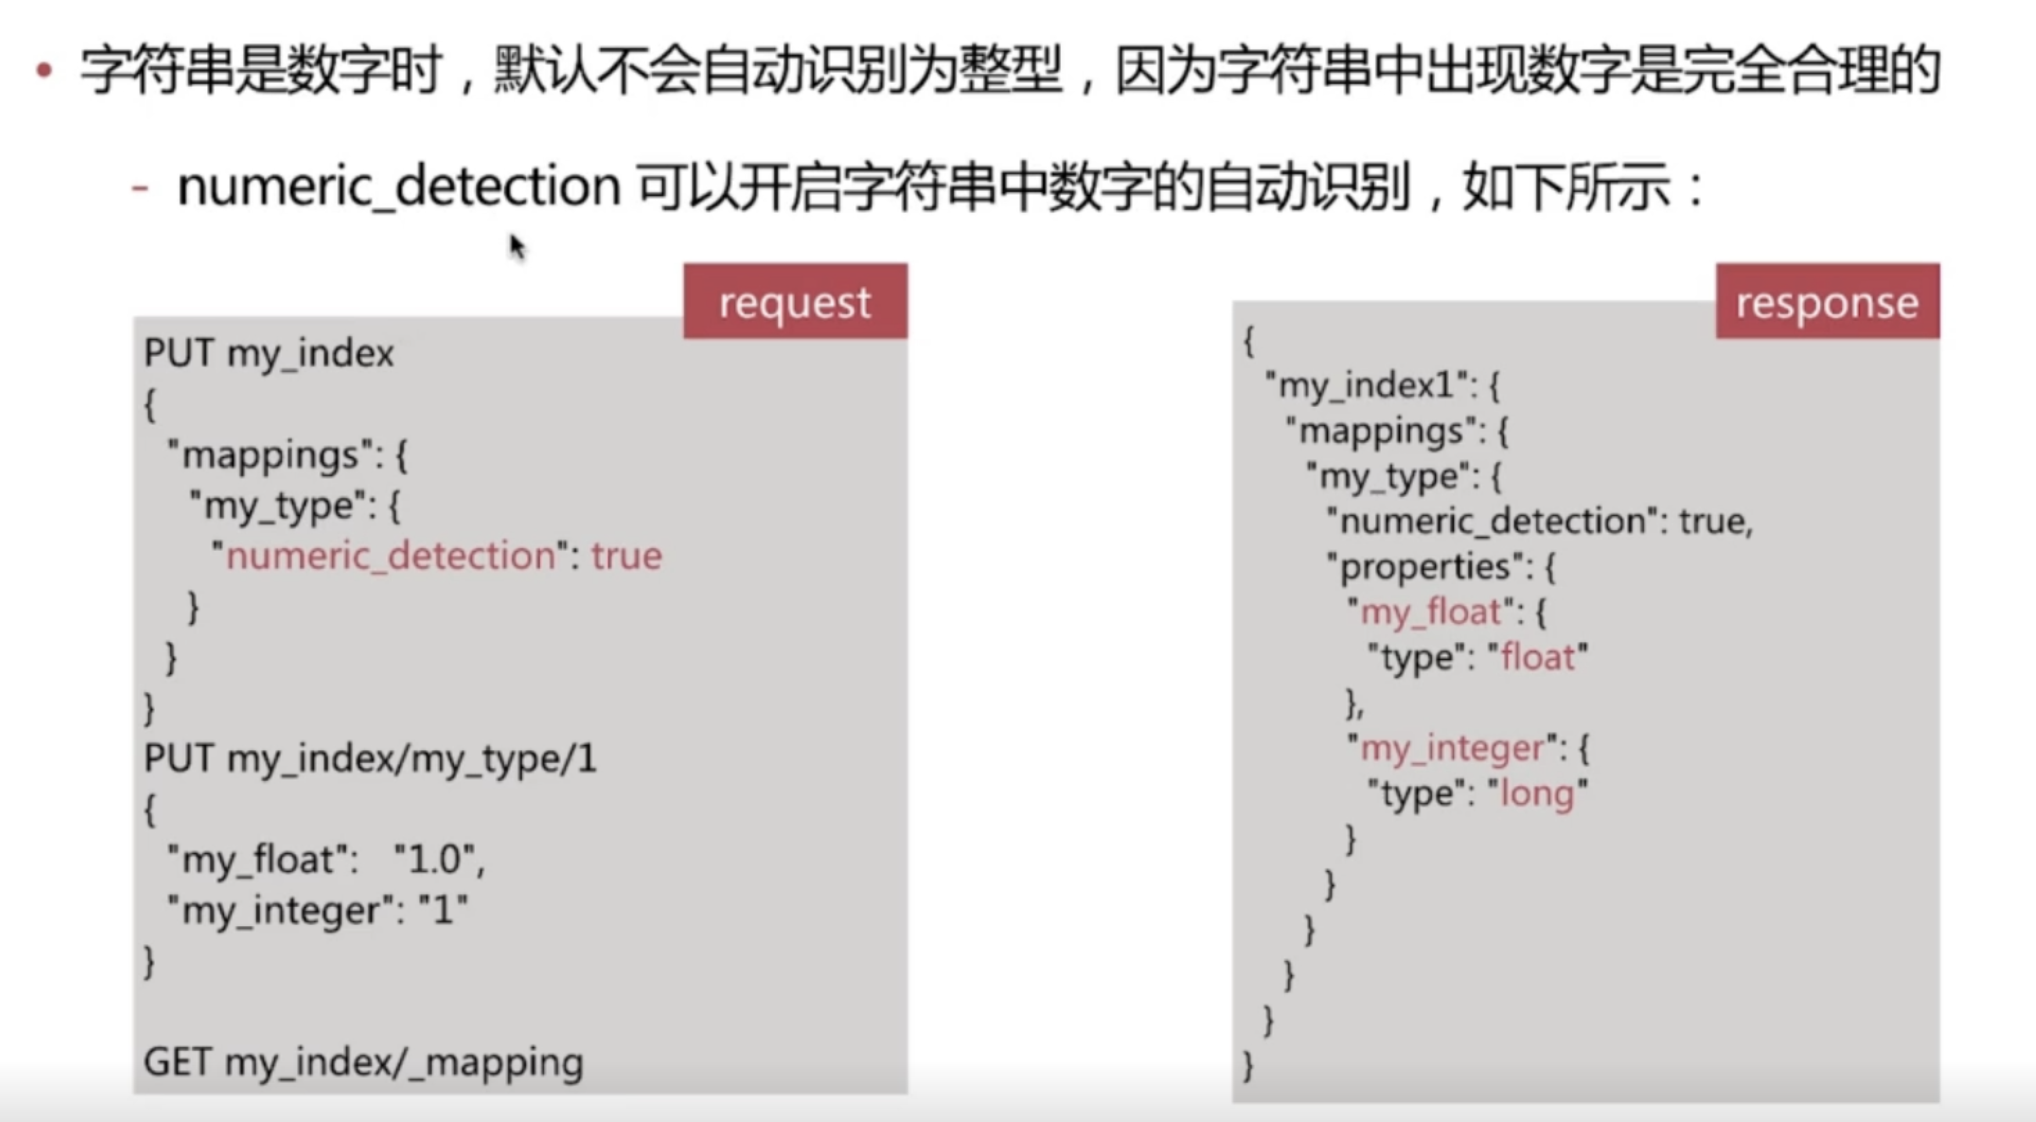 • 字符串是数字时，默认不会自动识别为整型，因为字符串中出现数字是完全合理的
- numeric_detection 可以开启字符串中数字的自动识别，如下所示：
request
PUT my_index
{
"mappings": {
"my_type": {
"numeric_detection": true
}
}
}
PUT my_index/my_type/1
{
"my_float": "1.0",
"my_integer": "1"
}
GET my_index/_mapping
response
{
"my_index1": {
"mappings": {
"my_type": {
"numeric_detection": true,
"properties": {
"my_float": {
"type": "float"
},
"my_integer": {
"type": "long"
}
}
}
}
}
}